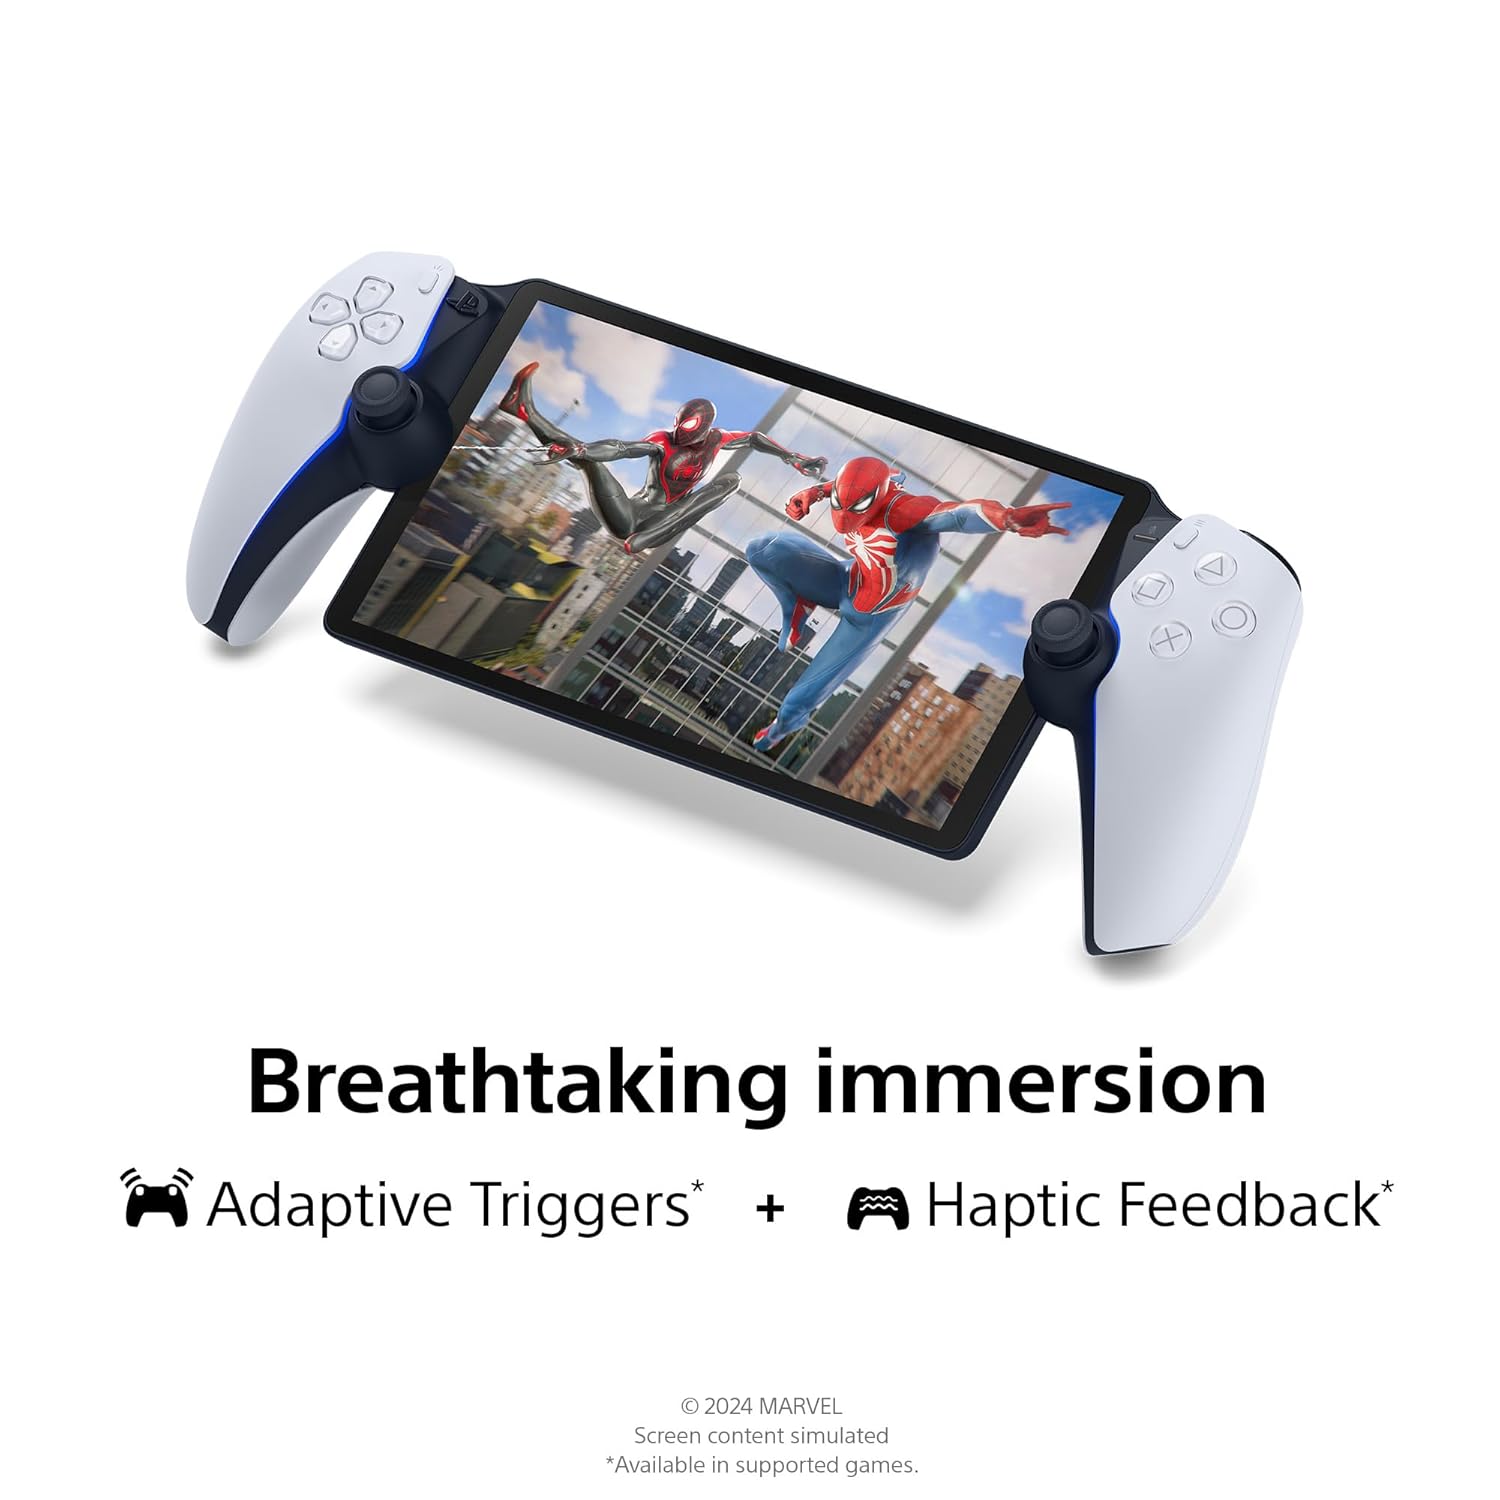 Breathtaking immersion
Adaptive Triggers* + Haptic Feedback*
© 2024 MARVEL
Screen content simulated
*Available in supported games.